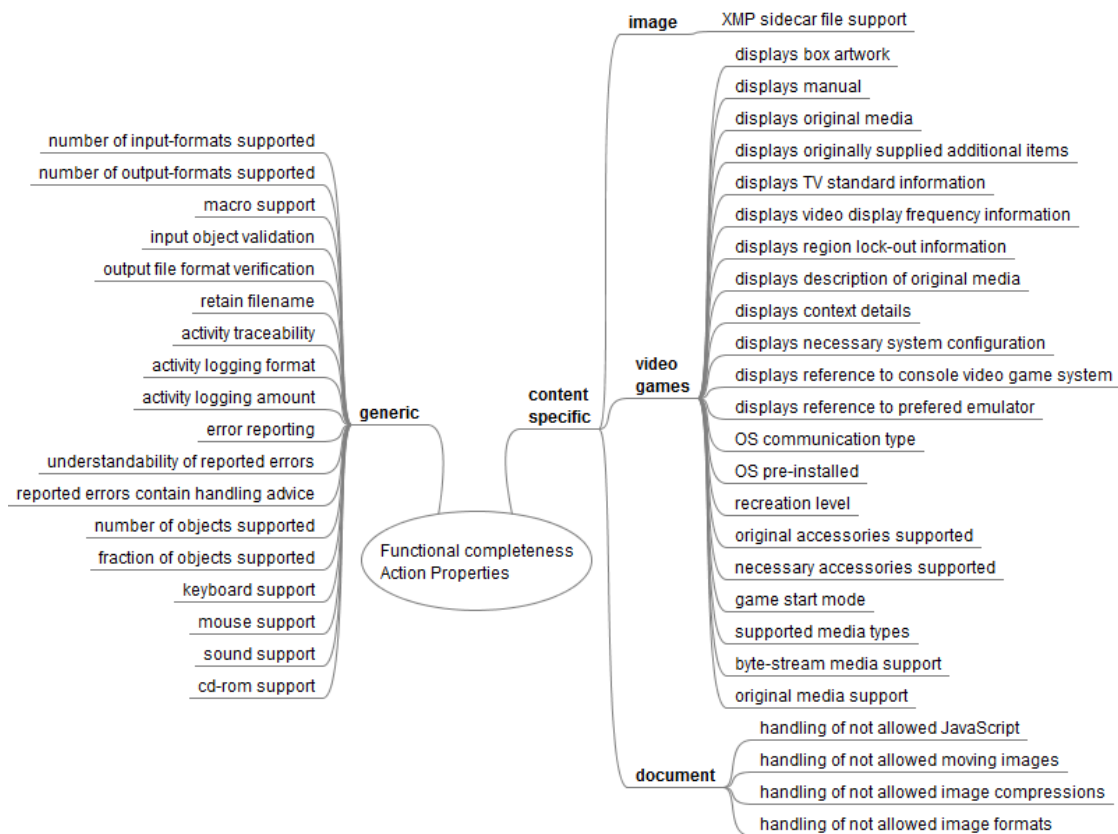 number of input-formats supported
number of output-formats supported
macro support
input object validation
output file format verification
retain filename
activity traceability
activity logging format
activity logging amount
error reporting
understandability of reported errors
reported errors contain handling advice
number of objects supported
fraction of objects supported
keyboard support
mouse support
sound support
cd-rom support
generic
Functional completeness
Action Properties
content
specific
image
XMP sidecar file support
video
games
displays box artwork
displays manual
displays original media
displays originally supplied additional items
displays TV standard information
displays video display frequency information
displays region lock-out information
displays description of original media
displays context details
displays necessary system configuration
displays reference to console video game system
displays reference to prefered emulator
OS communication type
OS pre-installed
recreation level
original accessories supported
necessary accessories supported
game start mode
supported media types
byte-stream media support
original media support
document
handling of not allowed JavaScript
handling of not allowed moving images
handling of not allowed image compressions
handling of not allowed image formats